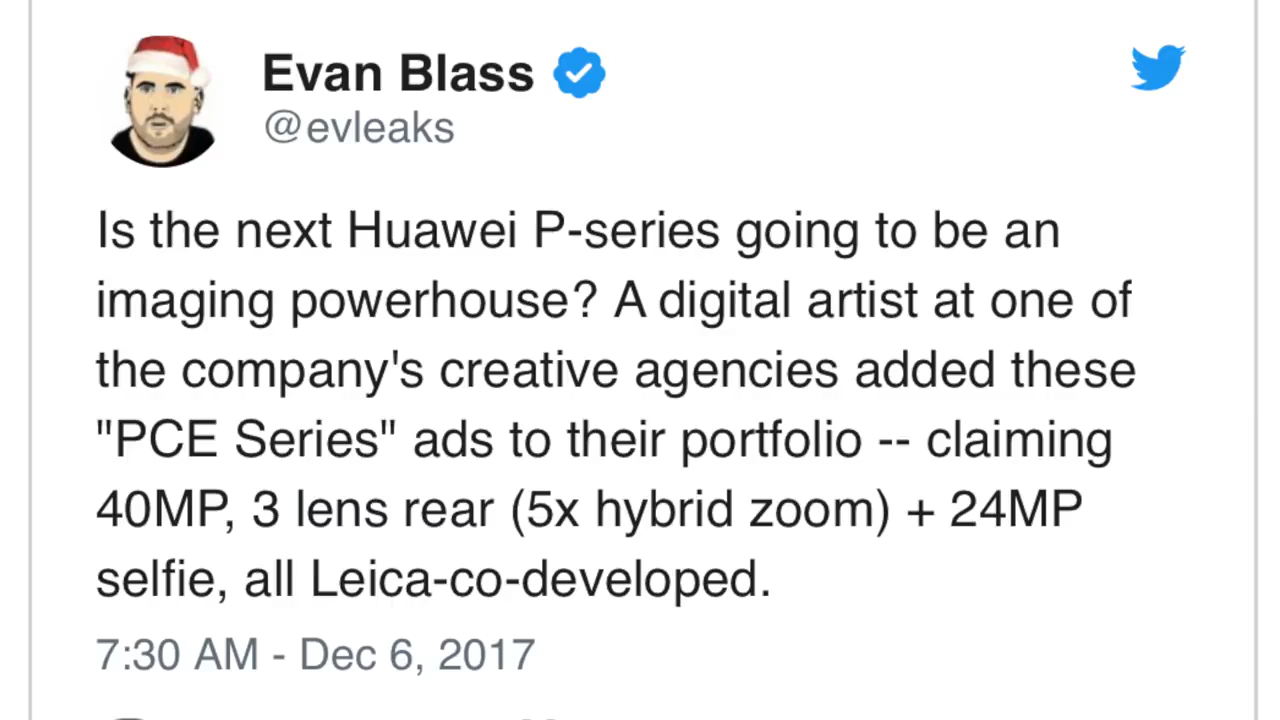 Evan Blass
@evleaks
Is the next Huawei P-series going to be an
imaging powerhouse? A digital artist at one of
the company's creative agencies added these
"PCE Series" ads to their portfolio -- claiming
40MP, 3 lens rear (5x hybrid zoom) + 24MP
selfie, all Leica-co-developed.
7:30 AM - Dec 6, 2017